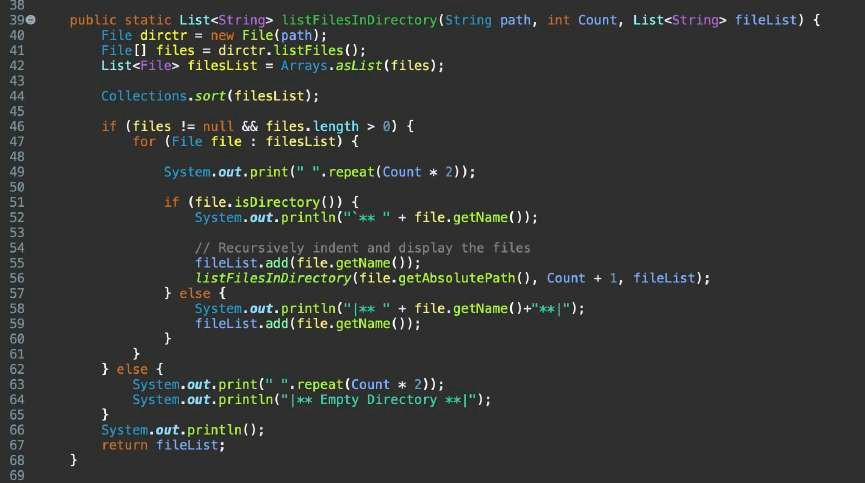 38
39 public static List<String> listFilesInDirectory(String path, int Count, List<String> fileList) {
40 File dirctr = new File(path);
41 File[] files = dirctr.listFiles();
42 List<File> filesList = Arrays.asList(files);
43
44 Collections.sort(filesList);
45
46 if (files != null && files.length > 0) {
47 for (File file : filesList) {
48
49 System.out.print(" ".repeat(Count * 2));
50
51 if (file.isDirectory()) {
52 System.out.println("`** " + file.getName());
53
54 // Recursively indent and display the files
55 fileList.add(file.getName());
56 listFilesInDirectory(file.getAbsolutePath(), Count + 1, fileList);
57 } else {
58 System.out.println("|** " + file.getName()+"**|");
59 fileList.add(file.getName());
60 }
61 }
62 } else {
63 System.out.print(" ".repeat(Count * 2));
64 System.out.println("|** Empty Directory **|");
65 }
66 System.out.println();
67 return fileList;
68 }
69